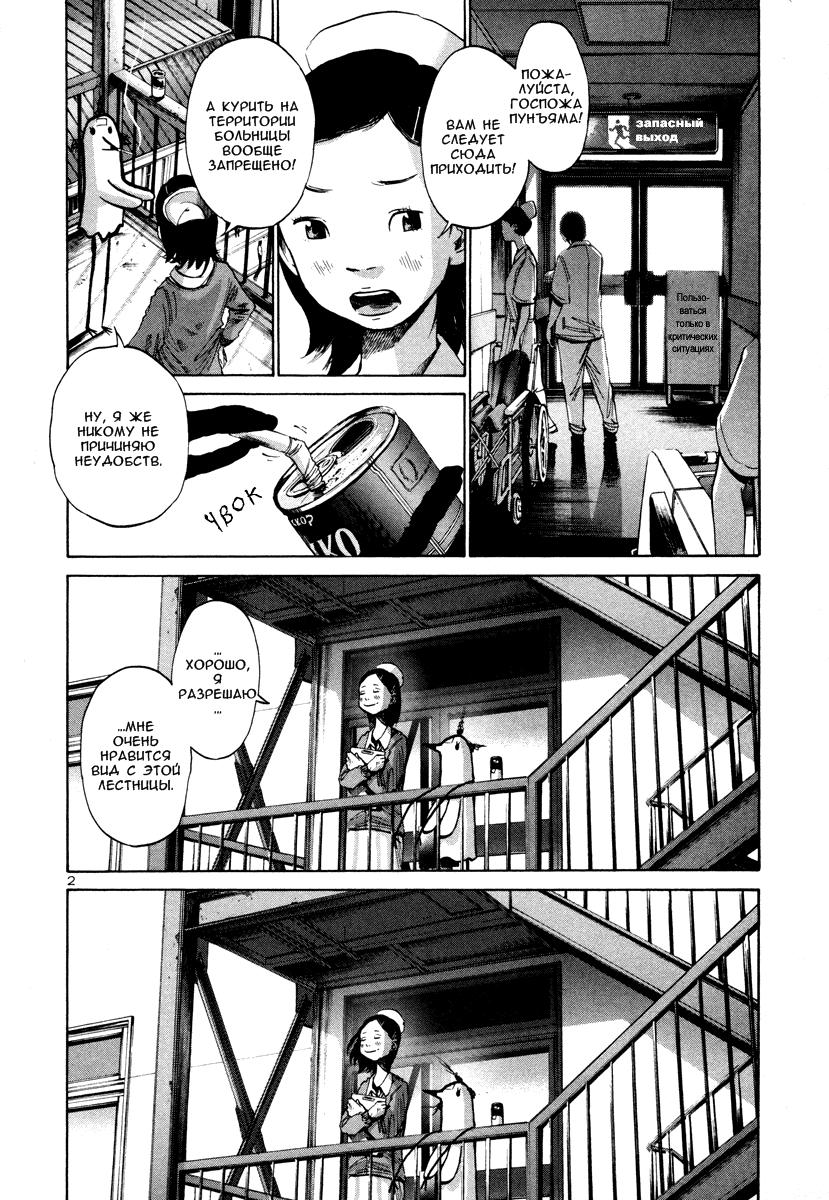 ПОЖА-
ЛУЙСТА,
ГОСПОЖА
ПУНЪЯМА!
ВАМ НЕ
СЛЕДУЕТ
СЮДА
ПРИХОДИТЬ!
запасный
выход
Пользо-
ваться
только в
критических
ситуациях
А КУРИТЬ НА
ТЕРРИТОРИИ
БОЛЬНИЦЫ
ВООБЩЕ
ЗАПРЕЩЕНО!
НУ, Я ЖЕ
НИКОМУ НЕ
ПРИЧИНЯЮ
НЕУДОБСТВ.
ЧВОК
...
ХОРОШО,
Я
РАЗРЕШАЮ
...
...МНЕ
ОЧЕНЬ
НРАВИТСЯ
ВИД С ЭТОЙ
ЛЕСТНИЦЫ.
2